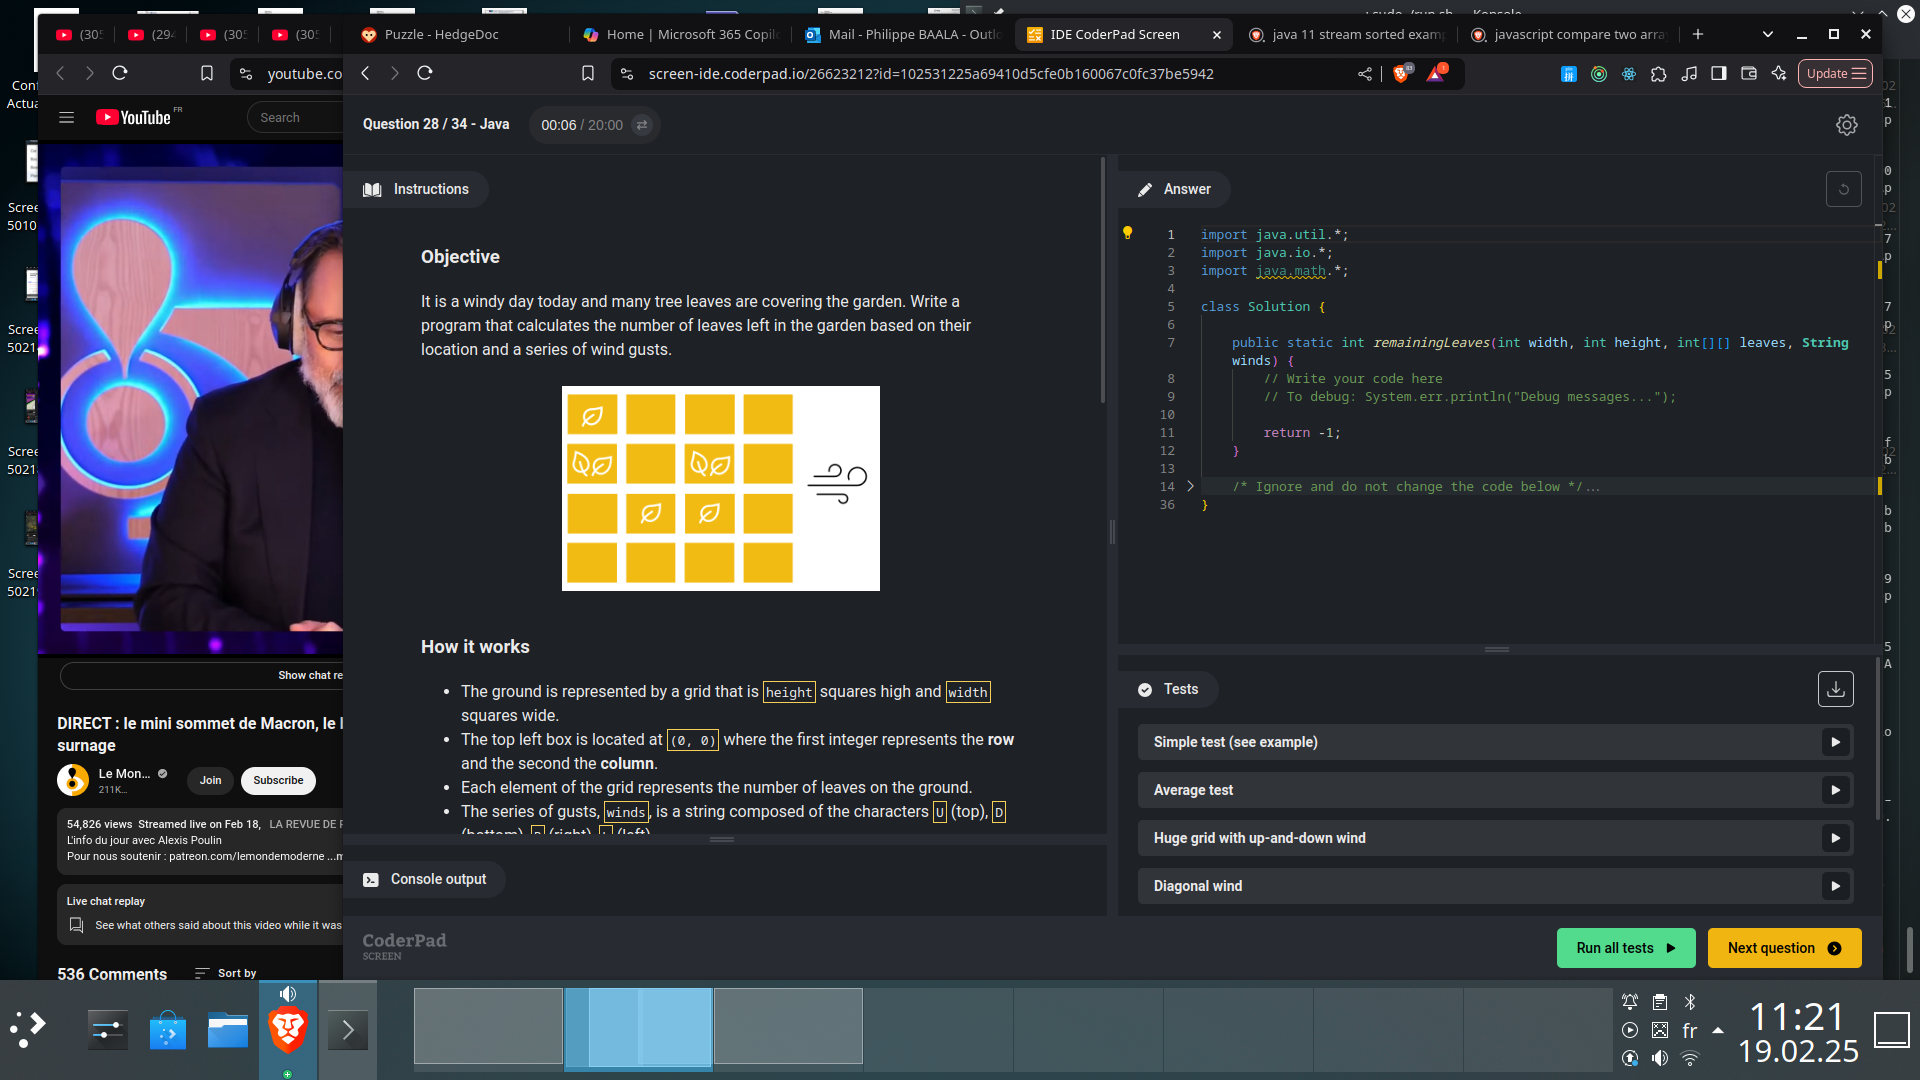 Puzzle - HedgeDoc
Home | Microsoft 365 Copil
Mail - Philippe BAALA - Outlo
IDE CoderPad Screen
java 11 stream sorted examp
javascript compare two arra
youtube.co
screen-ide.coderpad.io/26623212?id=102531225a69410d5cfe0b160067c0fc37be5942
Update
YouTube FR
Search
Question 28 / 34 - Java
00:06 / 20:00
Instructions
Objective
It is a windy day today and many tree leaves are covering the garden. Write a
program that calculates the number of leaves left in the garden based on their
location and a series of wind gusts.
How it works
• The ground is represented by a grid that is height squares high and width
squares wide.
• The top left box is located at (0, 0) where the first integer represents the row
and the second the column.
• Each element of the grid represents the number of leaves on the ground.
• The series of gusts, winds, is a string composed of the characters U (top), D
(bottom), R (right), L (left)
Console output
CoderPad
SCREEN
Answer
1 import java.util.*;
2 import java.io.*;
3 import java.math.*;
4
5 class Solution {
6
7 public static int remainingLeaves(int width, int height, int[][] leaves, String
winds) {
8 // Write your code here
9 // To debug: System.err.println("Debug messages...");
10
11 return -1;
12 }
13
14 /* Ignore and do not change the code below */...
36 }
Tests
Simple test (see example)
Average test
Huge grid with up-and-down wind
Diagonal wind
Run all tests
Next question
Show chat re
DIRECT : le mini sommet de Macron, le
surnage
Le Mon...
211K...
Join
Subscribe
54,826 views Streamed live on Feb 18, LA REVUE DE
L'info du jour avec Alexis Poulin
Pour nous soutenir : patreon.com/lemondemoderne ...m
Live chat replay
See what others said about this video while it was
536 Comments
Sort by
Conf
Actua
Scree
5010
Scree
5021
Scree
5021
Scree
5021
fr
11:21
19.02.25